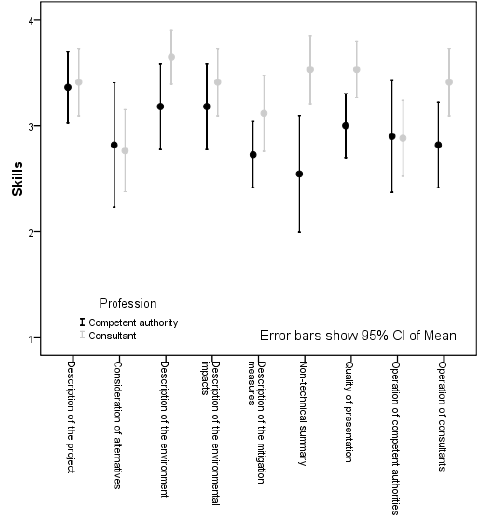 4
3
2
1
Skills
Profession
Competent authority
Consultant
Error bars show 95% CI of Mean
Description of the project
Consideration of alternatives
Description of the environment
Description of the environmental
impacts
Description of the mitigation
measures
Non-technical summary
Quality of presentation
Operation of competent authorities
Operation of consultants